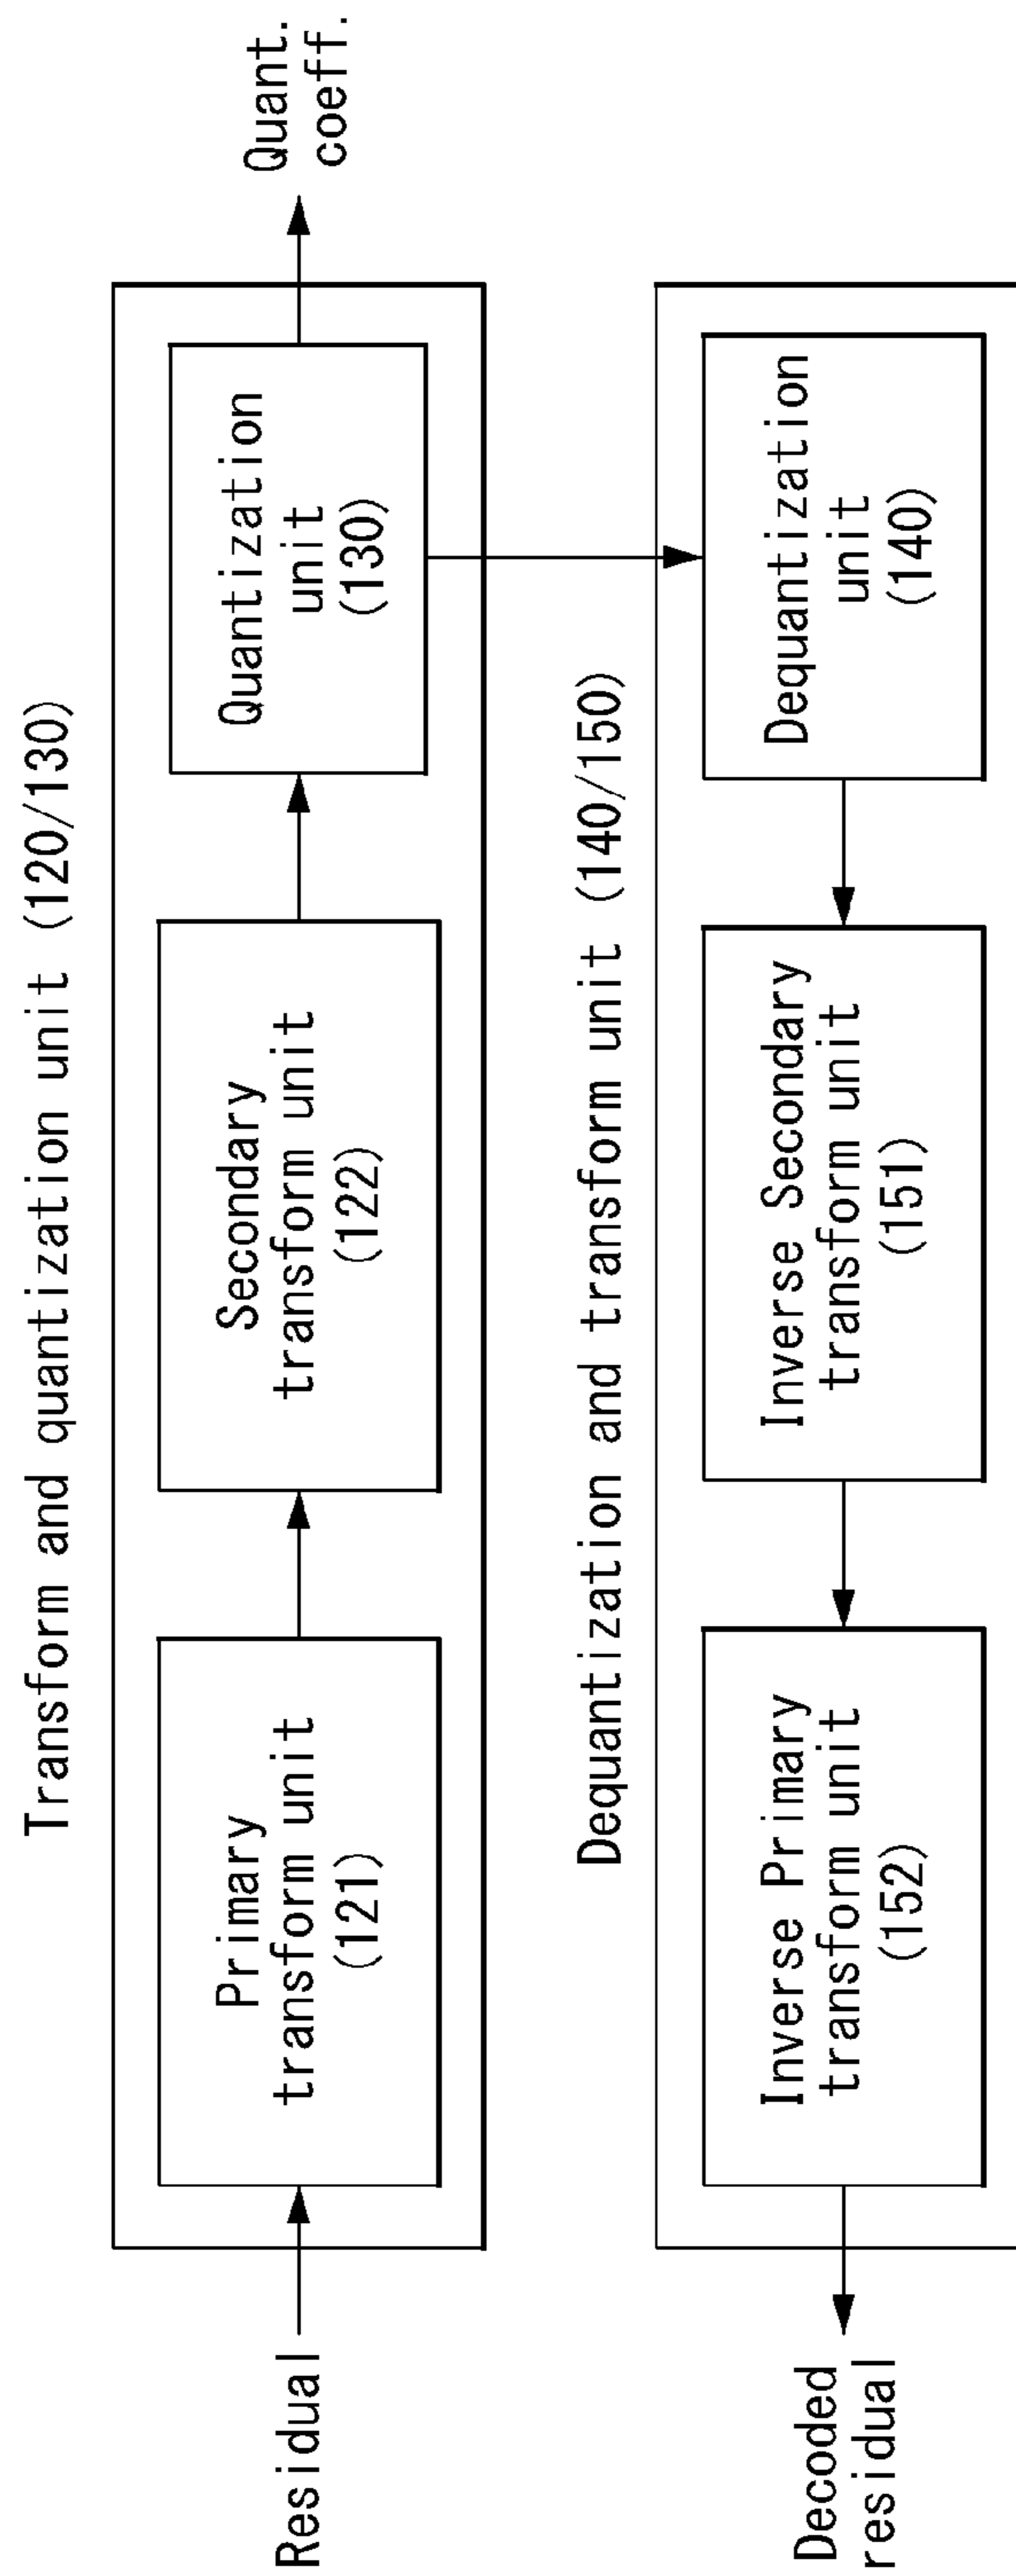 Transform and quantization unit (120/130)
Residual
Primary
transform unit
(121)
Secondary
transform unit
(122)
Quantization
unit
(130)
Quant.
coeff.
Dequantization and transform unit (140/150)
Decoded
residual
Inverse Primary
transform unit
(152)
Inverse Secondary
transform unit
(151)
Dequantization
unit
(140)